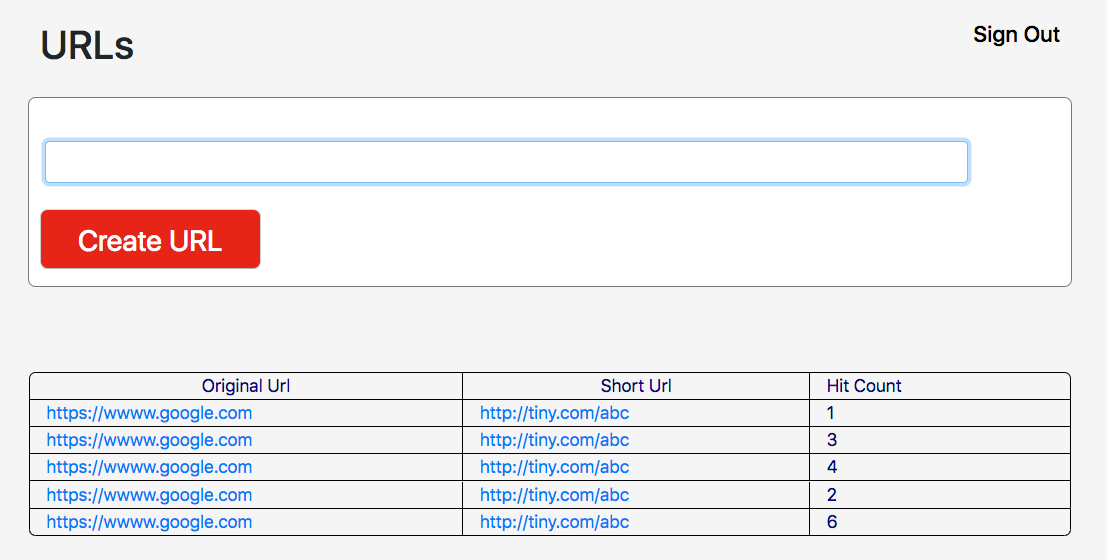 URLs
Sign Out
Create URL
Original Url Short Url Hit Count
https://wwww.google.com http://tiny.com/abc 1
https://wwww.google.com http://tiny.com/abc 3
https://wwww.google.com http://tiny.com/abc 4
https://wwww.google.com http://tiny.com/abc 2
https://wwww.google.com http://tiny.com/abc 6